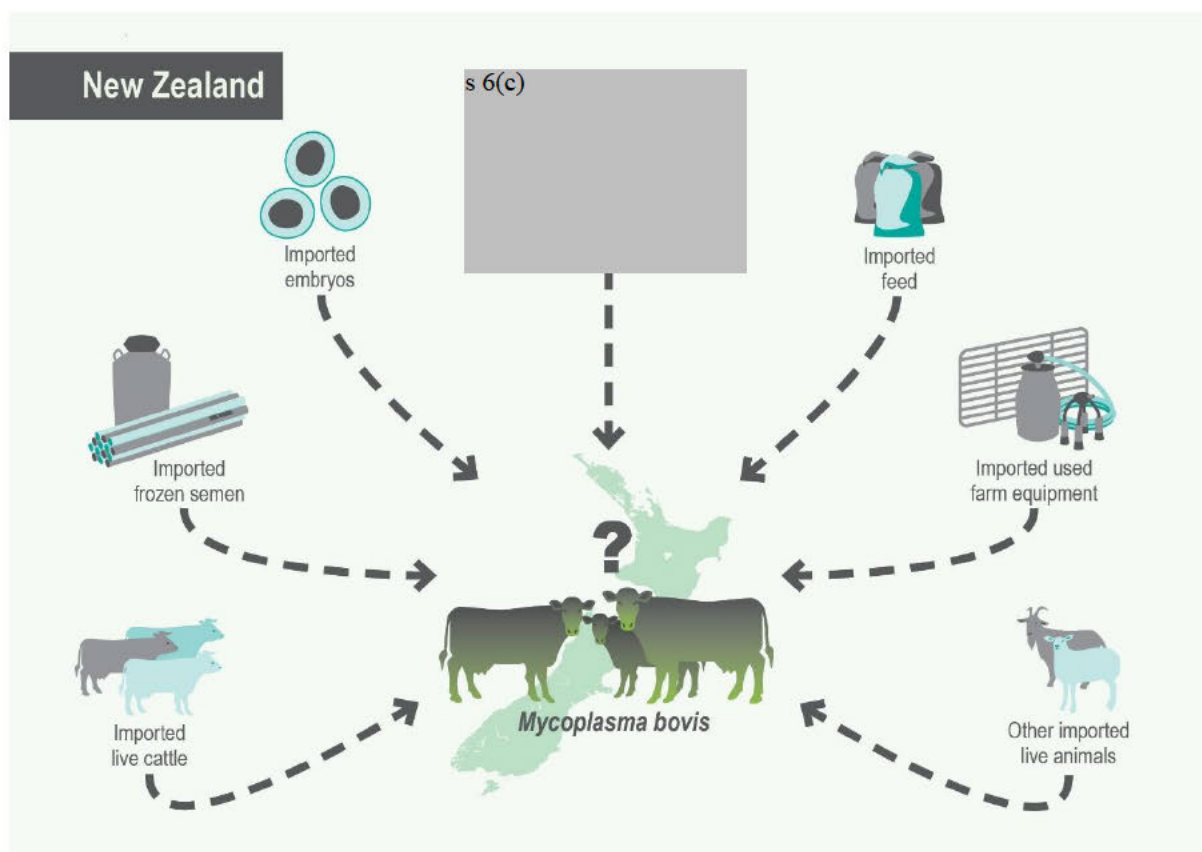 New Zealand
s 6(c)
Imported
embryos
Imported
feed
Imported
frozen semen
Imported used
farm equipment
?
Mycoplasma bovis
Imported
live cattle
Other imported
live animals